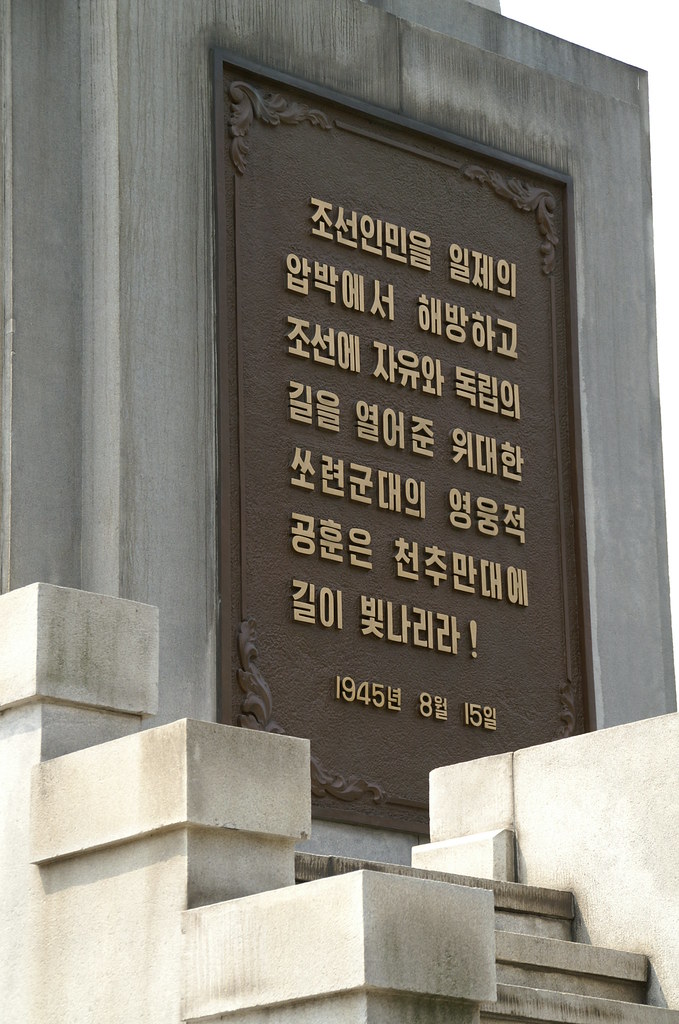 조선인민을 일제의
압박에서 해방하고
조선에 자유와 독립의
길을 열어준 위대한
쏘련군대의 영웅적
공훈은 천추만대에
길이 빛나리라!
1945년 8월 15일